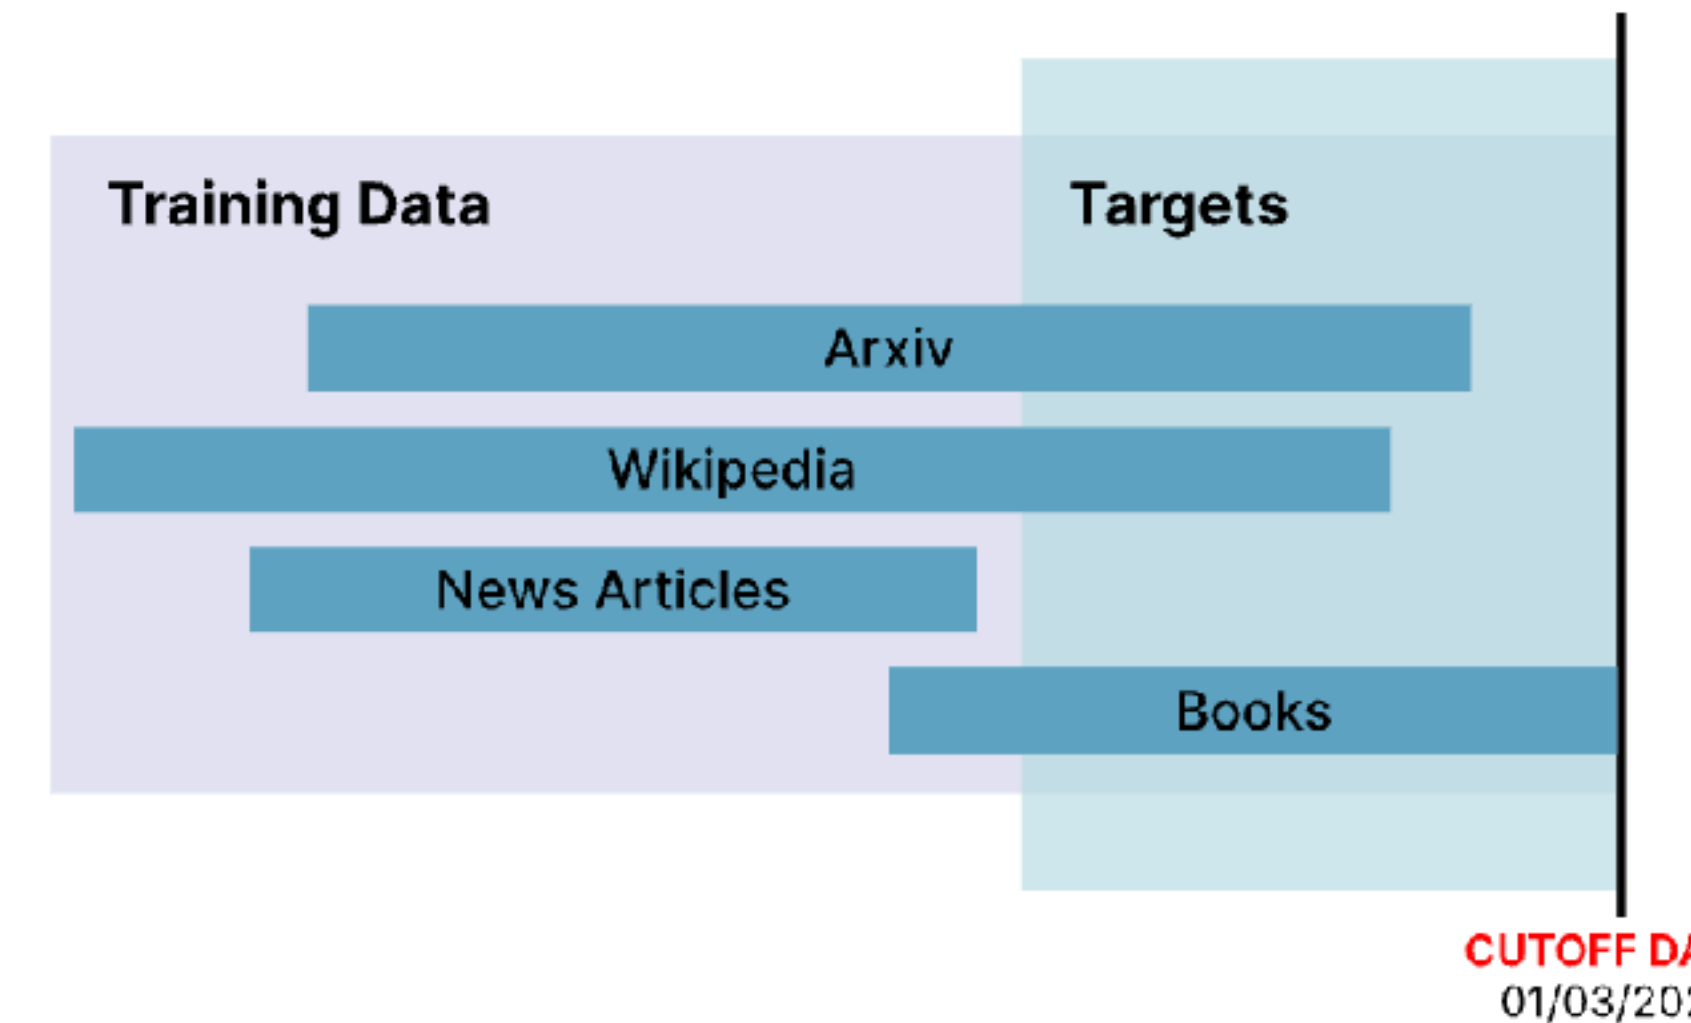 Training Data
Targets
Arxiv
Wikipedia
News Articles
Books
CUTOFF